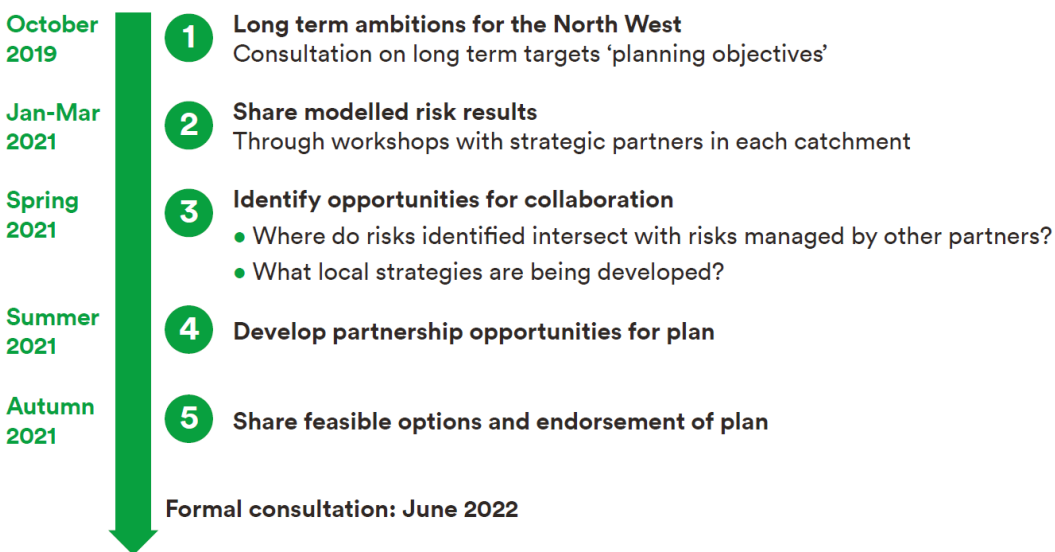 October
2019
1
Long term ambitions for the North West
Consultation on long term targets ‘planning objectives’
Jan-Mar
2021
2
Share modelled risk results
Through workshops with strategic partners in each catchment
Spring
2021
3
Identify opportunities for collaboration
• Where do risks identified intersect with risks managed by other partners?
• What local strategies are being developed?
Summer
2021
4
Develop partnership opportunities for plan
Autumn
2021
5
Share feasible options and endorsement of plan
Formal consultation: June 2022